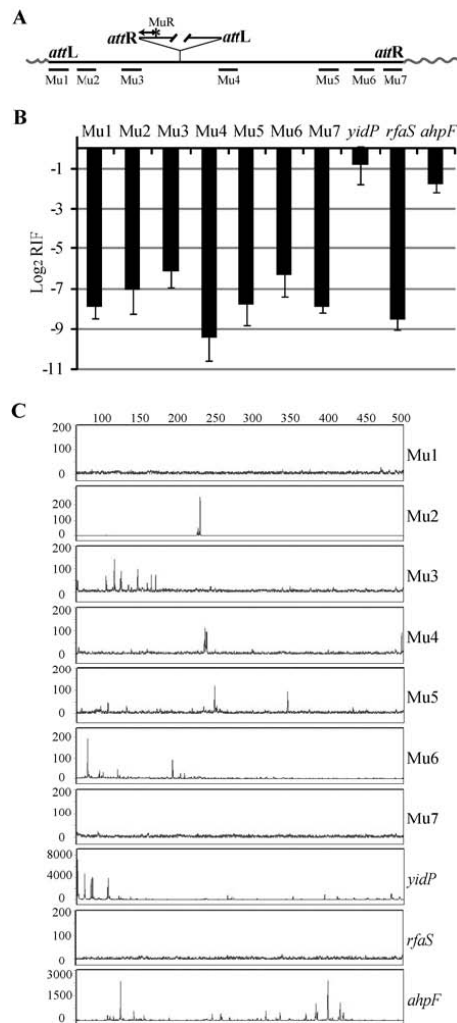 A
MuR
attR attL
attL attR
Mu1 Mu2 Mu3 Mu4 Mu5 Mu6 Mu7
B
Mu1 Mu2 Mu3 Mu4 Mu5 Mu6 Mu7 yidP rfaS ahpF
-1
-3
-5
-7
-9
-11
Log2 RIF
C
100 150 200 250 300 350 400 450 500
200
100
0
Mu1
200
100
0
Mu2
200
100
0
Mu3
200
100
0
Mu4
200
100
0
Mu5
200
100
0
Mu6
200
100
0
Mu7
8000
4000
0
yidP
200
100
0
rfaS
3000
1500
0
ahpF